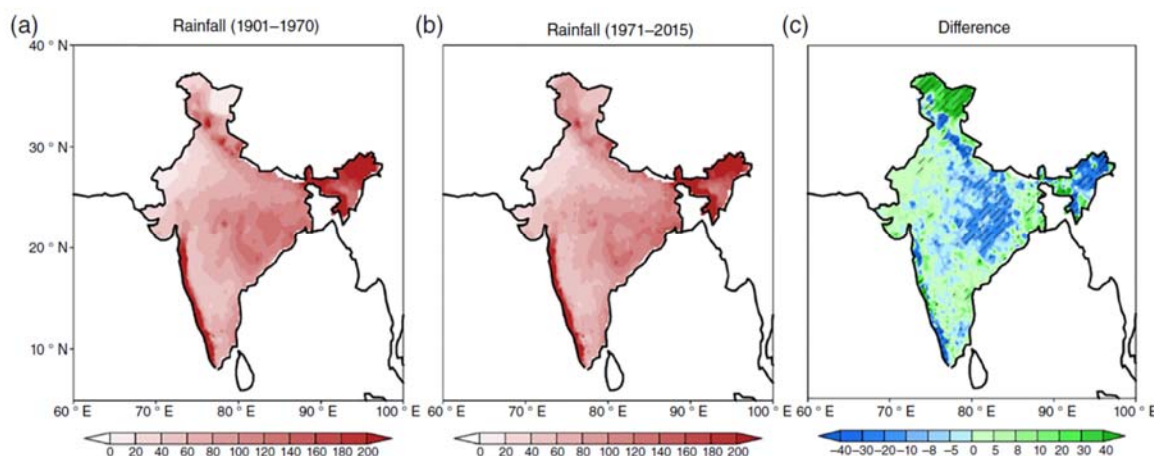 (a) Rainfall (1901–1970)
(b) Rainfall (1971–2015)
(c) Difference
40 ° N
30 ° N
20 ° N
10 ° N
60 ° E 70 ° E 80 ° E 90 ° E 100 ° E
60 ° E 70 ° E 80 ° E 90 ° E 100 ° E
60 ° E 70 ° E 80 ° E 90 ° E 100 ° E
0 20 40 60 80 100 120 140 160 180 200
0 20 40 60 80 100 120 140 160 180 200
−40 −30 −20 −10 −8 −5 0 5 8 10 20 30 40